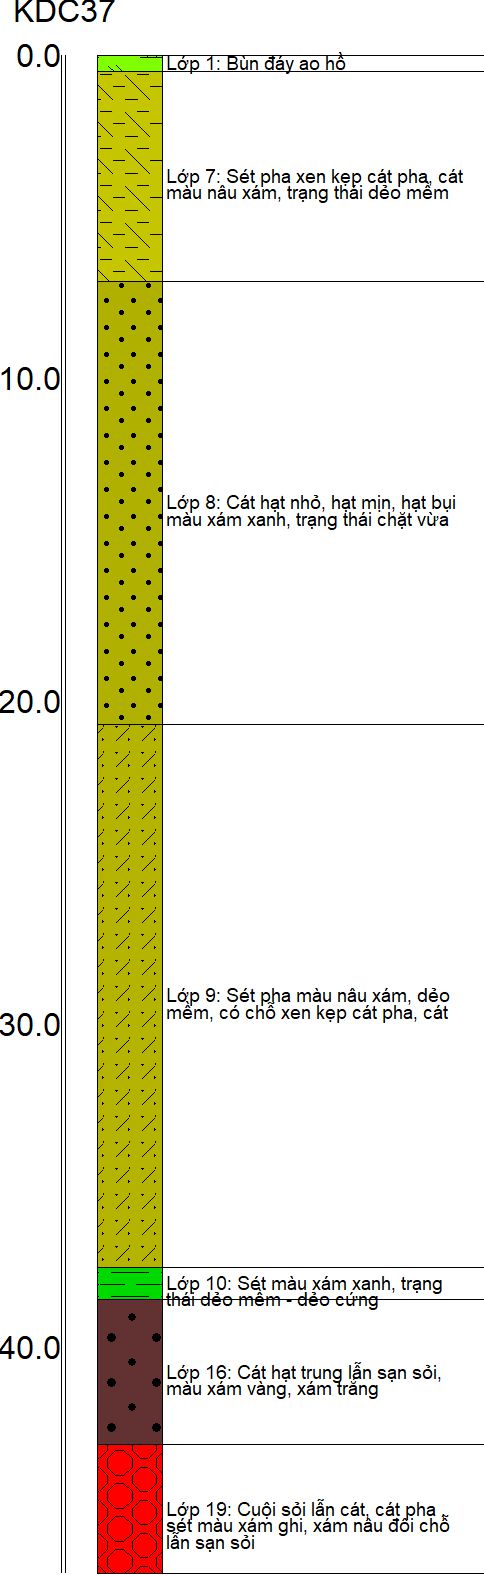 KDC37
0.0
Lớp 1: Bùn đáy ao hồ
Lớp 7: Sét pha xen kẹp cát pha, cát
màu nâu xám, trạng thái dẻo mềm
10.0
Lớp 8: Cát hạt nhỏ, hạt mịn, hạt bụi
màu xám xanh, trạng thái chặt vừa
20.0
Lớp 9: Sét pha màu nâu xám, dẻo
mềm, có chỗ xen kẹp cát pha, cát
30.0
Lớp 10: Sét màu xám xanh, trạng
thái dẻo mềm - dẻo cứng
40.0
Lớp 16: Cát hạt trung lẫn sạn sỏi,
màu xám vàng, xám trắng
Lớp 19: Cuội sỏi lẫn cát, cát pha,
sét màu xám ghi, xám nâu đôi chỗ
lẫn sạn sỏi